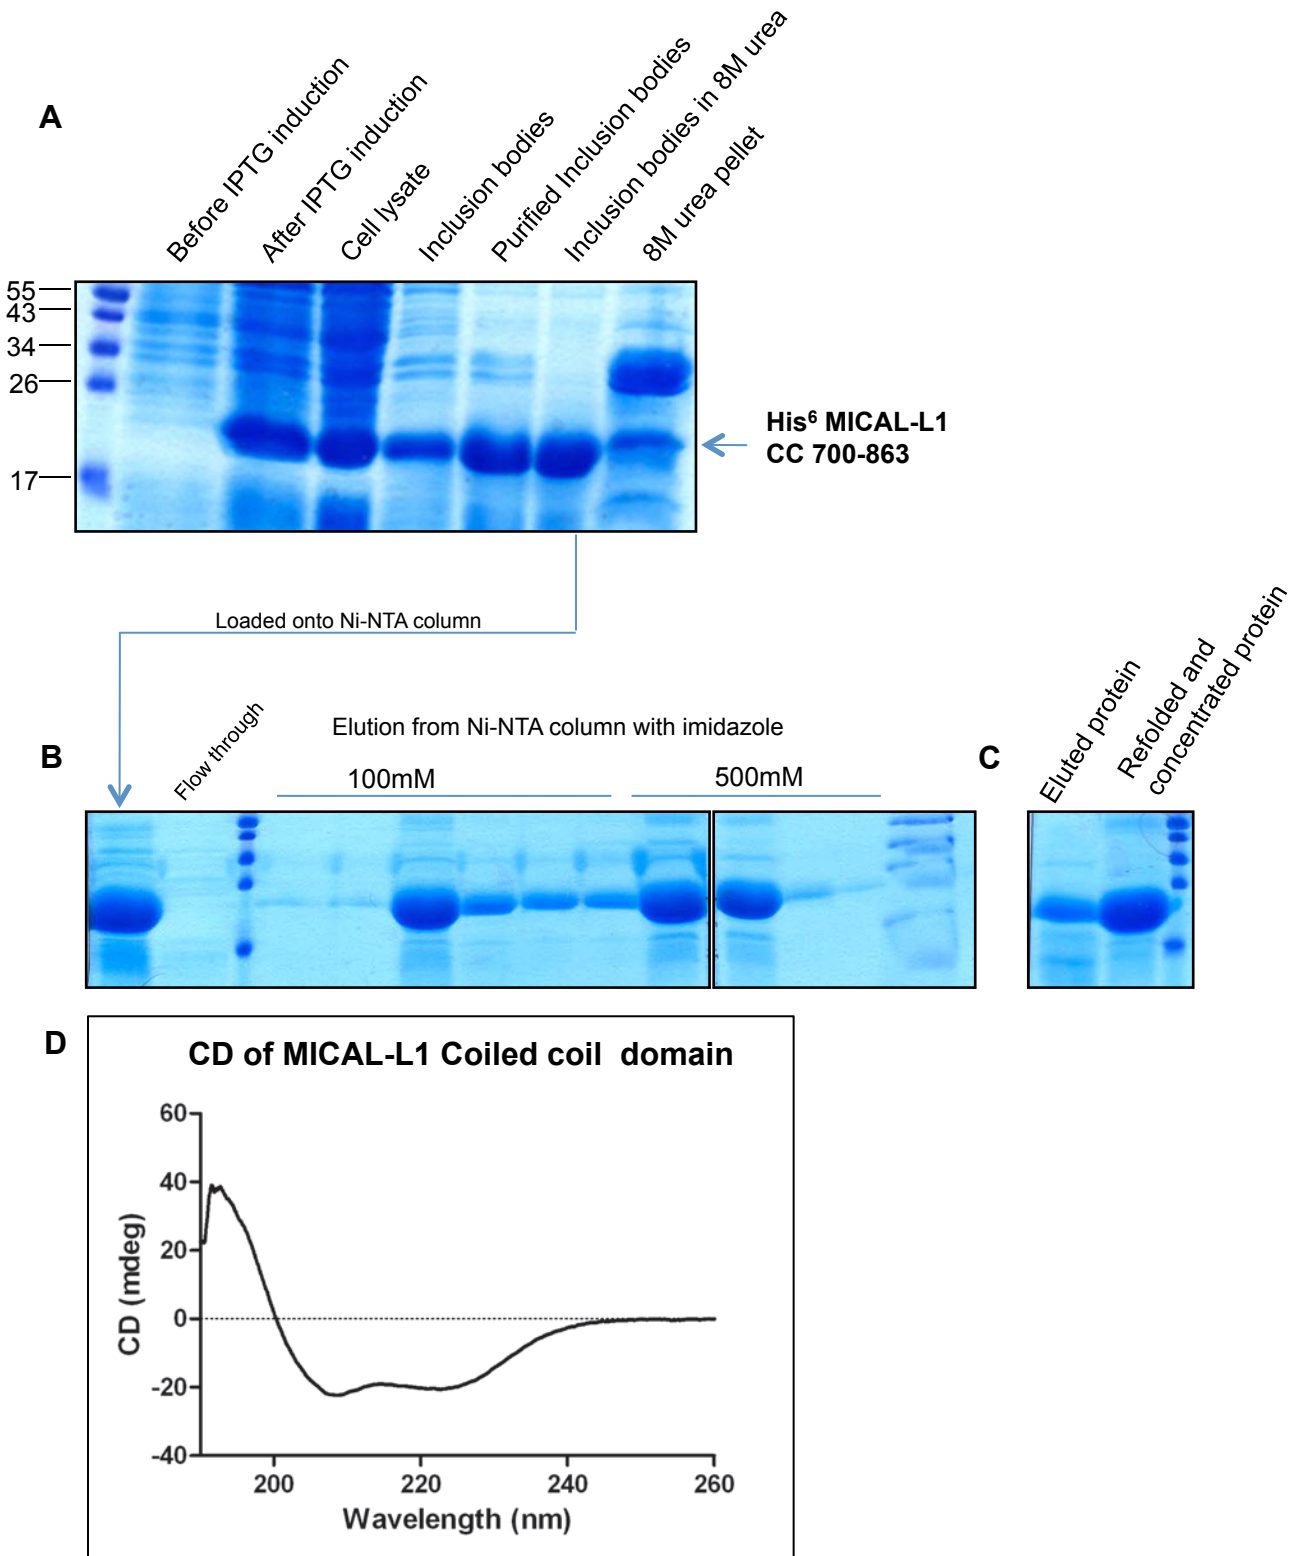 A
Before IPTG induction
After IPTG induction
Cell lysate
Inclusion bodies
Purified Inclusion bodies
Inclusion bodies in 8M urea
8M urea pellet
55
43
34
26
17
His⁶ MICAL-L1
CC 700-863
Loaded onto Ni-NTA column
B
Flow through
Elution from Ni-NTA column with imidazole
100mM
500mM
C
Eluted protein
Refolded and
concentrated protein
D
CD of MICAL-L1 Coiled coil domain
60
40
20
0
-20
-40
CD (mdeg)
200
220
240
260
Wavelength (nm)